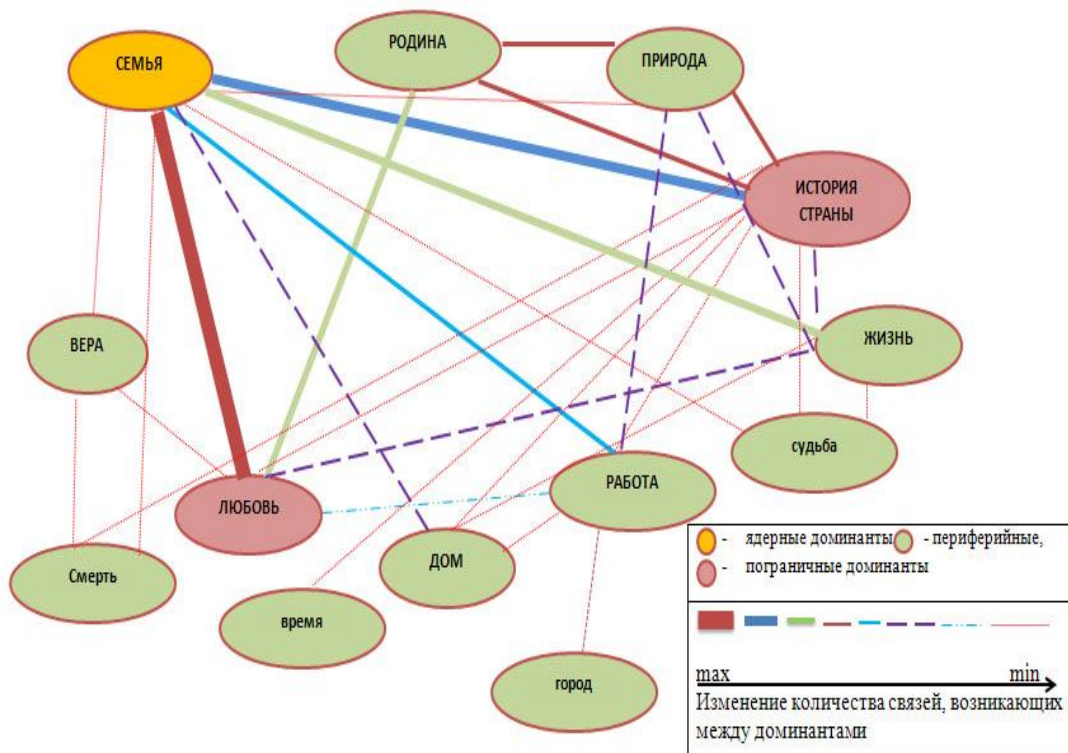 РОДИНА
СЕМЬЯ
ПРИРОДА
ИСТОРИЯ
СТРАНЫ
ВЕРА
ЖИЗНЬ
судьба
ЛЮБОВЬ
РАБОТА
Смерть
ДОМ
время
город
- ядерные доминанты - периферийные,
- пограничные доминанты
max min
Изменение количества связей, возникающих
между доминантами